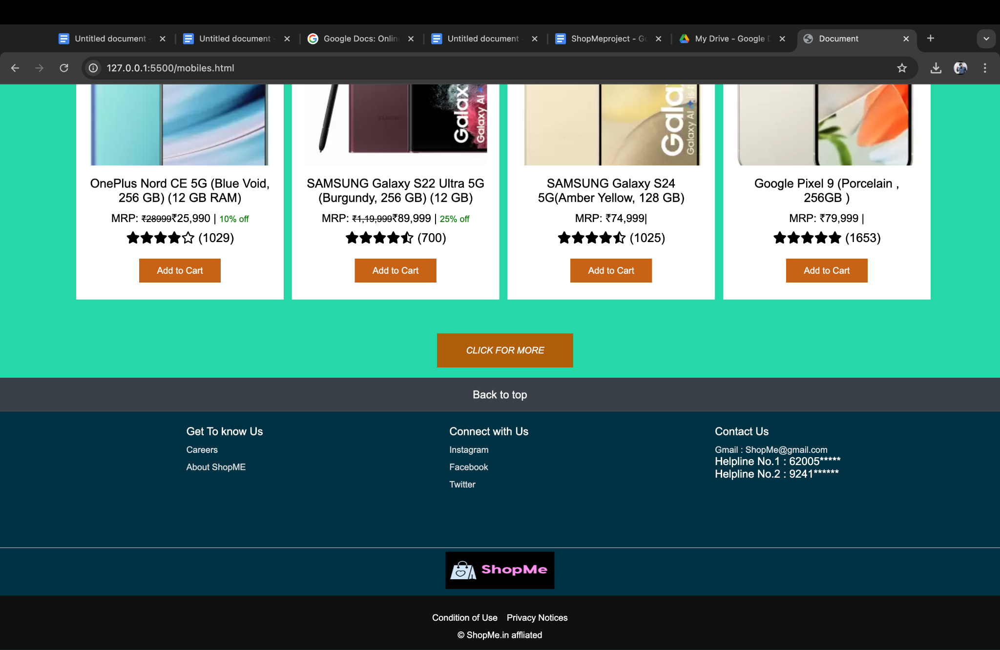 Untitled document
Untitled document
Google Docs: Onlin
Untitled document
ShopMeproject - Go
My Drive - Google D
Document
127.0.0.1:5500/mobiles.html
Galax
Galaxy AI
Gala
Galaxy AI is
OnePlus Nord CE 5G (Blue Void,
256 GB) (12 GB RAM)
MRP: ₹28999₹25,990 | 10% off
(1029)
Add to Cart
SAMSUNG Galaxy S22 Ultra 5G
(Burgundy, 256 GB) (12 GB)
MRP: ₹1,19,999₹89,999 | 25% off
(700)
Add to Cart
SAMSUNG Galaxy S24
5G(Amber Yellow, 128 GB)
MRP: ₹74,999|
(1025)
Add to Cart
Google Pixel 9 (Porcelain ,
256GB )
MRP: ₹79,999 |
(1653)
Add to Cart
CLICK FOR MORE
Back to top
Get To know Us
Careers
About ShopME
Connect with Us
Instagram
Facebook
Twitter
Contact Us
Gmail : ShopMe@gmail.com
Helpline No.1 : 62005*****
Helpline No.2 : 9241******
ShopMe
Condition of Use Privacy Notices
© ShopMe.in affliated